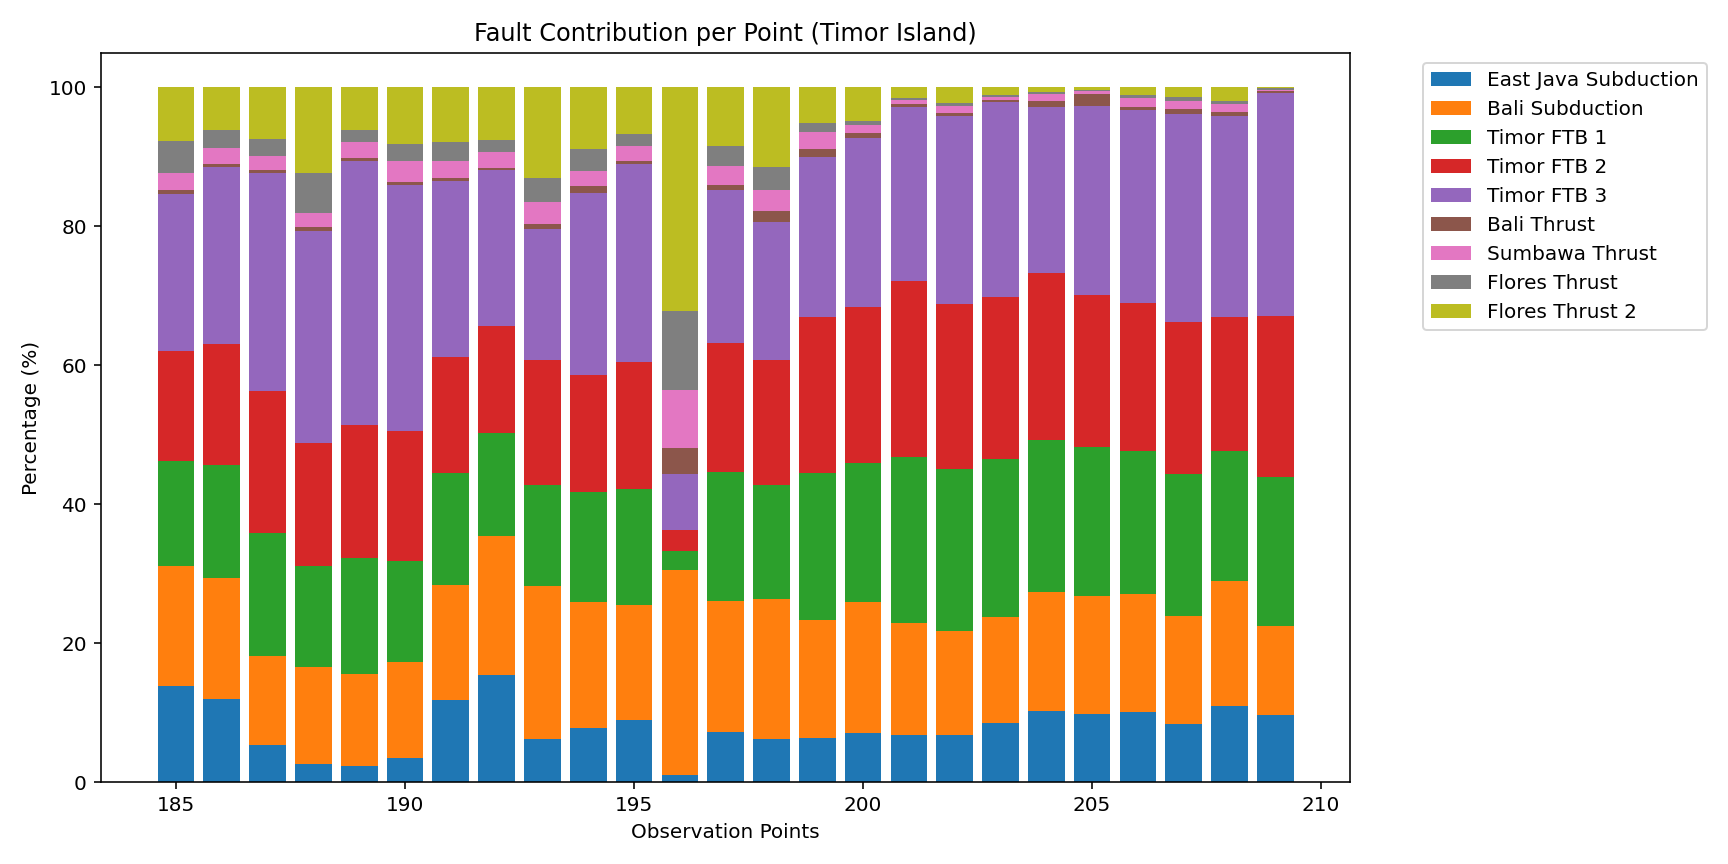 Fault Contribution per Point (Timor Island)
Percentage (%)
100
80
60
40
20
0
185
190
195
200
205
210
Observation Points
East Java Subduction
Bali Subduction
Timor FTB 1
Timor FTB 2
Timor FTB 3
Bali Thrust
Sumbawa Thrust
Flores Thrust
Flores Thrust 2